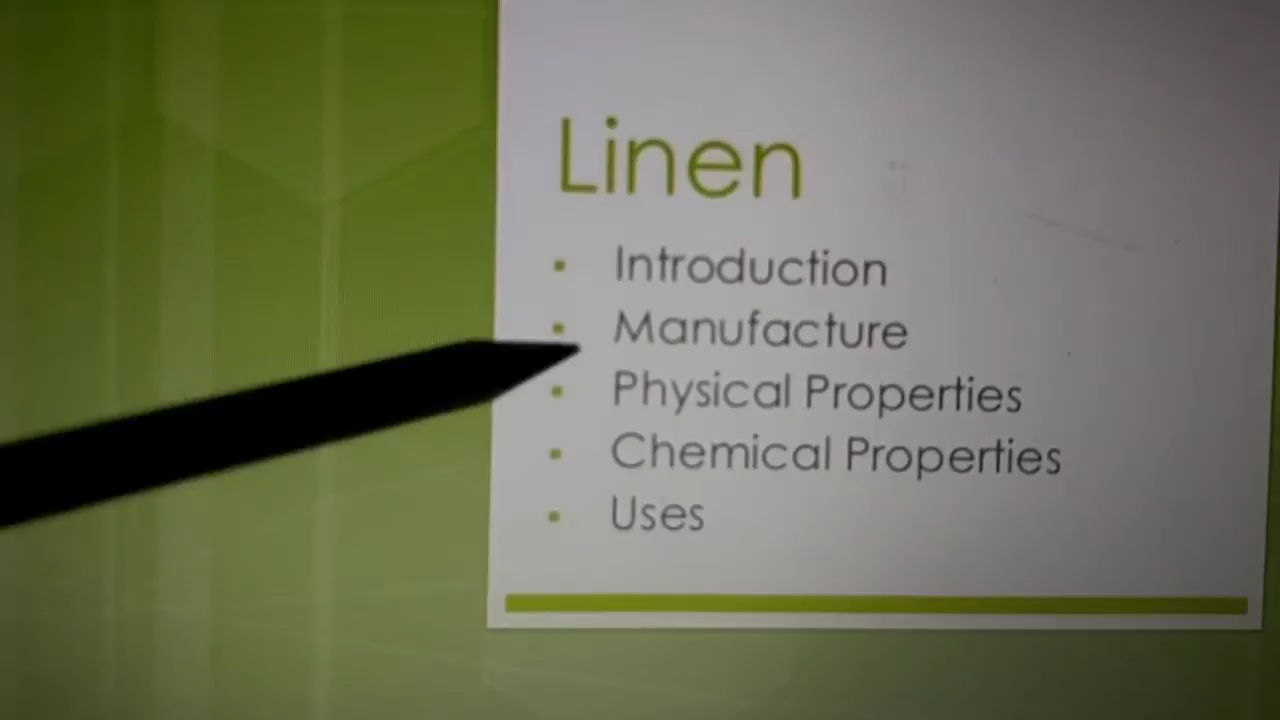 Linen
Introduction
Manufacture
Physical Properties
Chemical Properties
Uses